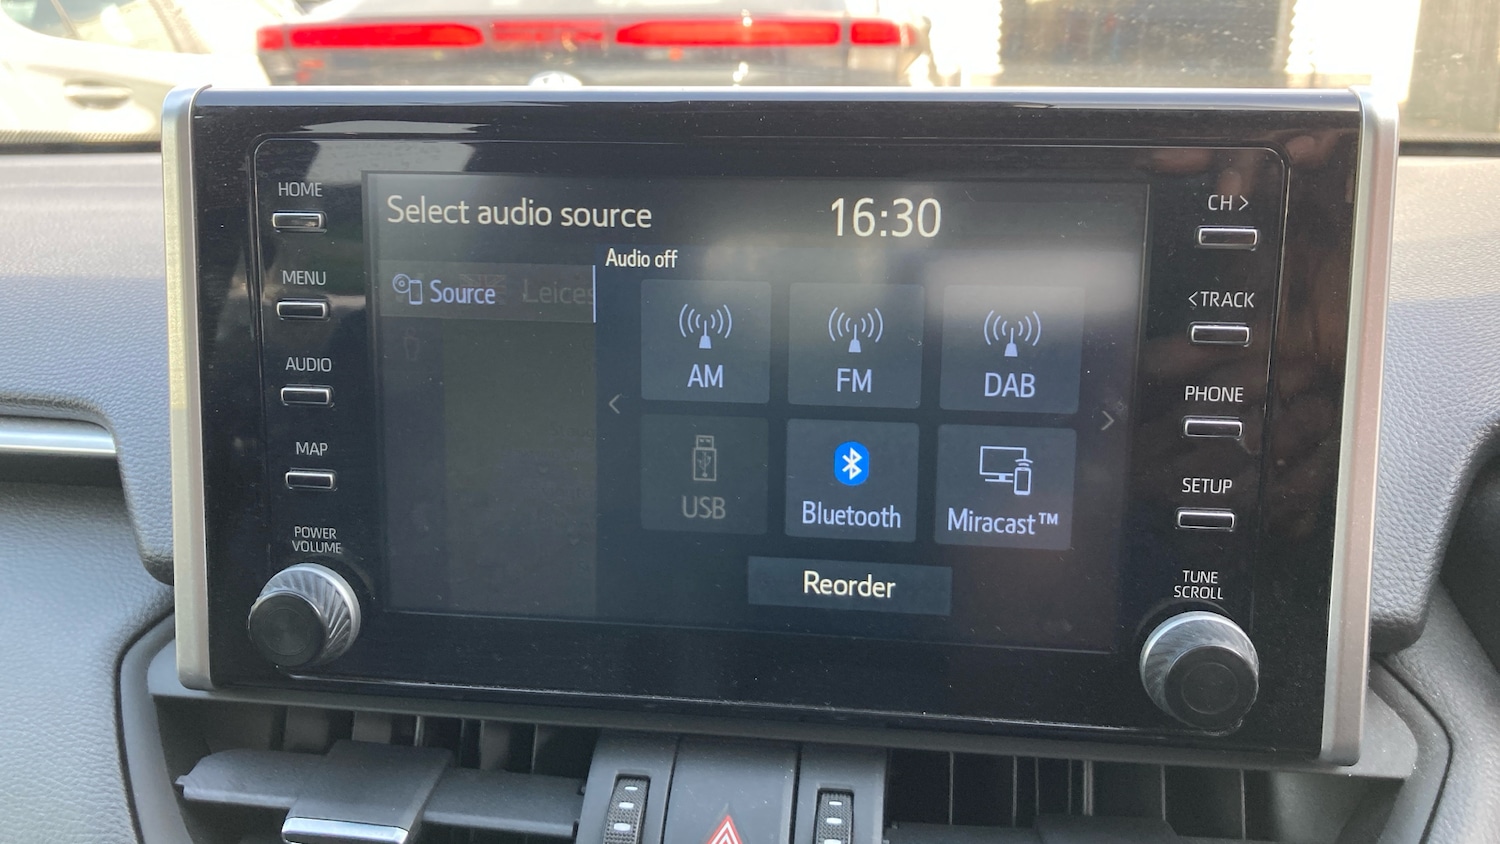 HOME
MENU
AUDIO
MAP
POWER
VOLUME
Select audio source
16:30
Audio off
Source
Leices
AM
FM
DAB
USB
Bluetooth
Miracast™
Reorder
CH >
< TRACK
PHONE
SETUP
TUNE
SCROLL